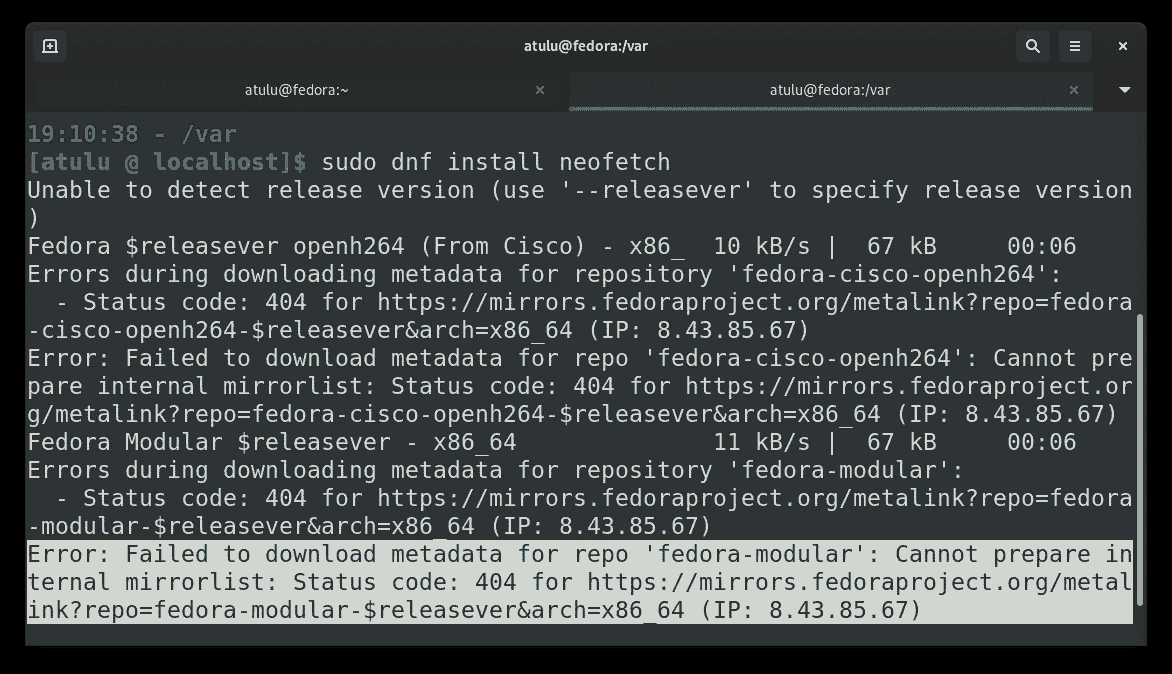 atulu@fedora:/var
atulu@fedora:~
atulu@fedora:/var
19:10:38 - /var
[atulu @ localhost]$ sudo dnf install neofetch
Unable to detect release version (use '--releasever' to specify release version
)
Fedora $releasever openh264 (From Cisco) - x86_  10 kB/s |  67 kB     00:06
Errors during downloading metadata for repository 'fedora-cisco-openh264':
  - Status code: 404 for https://mirrors.fedoraproject.org/metalink?repo=fedora
-cisco-openh264-$releasever&arch=x86_64 (IP: 8.43.85.67)
Error: Failed to download metadata for repo 'fedora-cisco-openh264': Cannot pre
pare internal mirrorlist: Status code: 404 for https://mirrors.fedoraproject.or
g/metalink?repo=fedora-cisco-openh264-$releasever&arch=x86_64 (IP: 8.43.85.67)
Fedora Modular $releasever - x86_64              11 kB/s |  67 kB     00:06
Errors during downloading metadata for repository 'fedora-modular':
  - Status code: 404 for https://mirrors.fedoraproject.org/metalink?repo=fedora
-modular-$releasever&arch=x86_64 (IP: 8.43.85.67)
Error: Failed to download metadata for repo 'fedora-modular': Cannot prepare in
ternal mirrorlist: Status code: 404 for https://mirrors.fedoraproject.org/metal
ink?repo=fedora-modular-$releasever&arch=x86_64 (IP: 8.43.85.67)